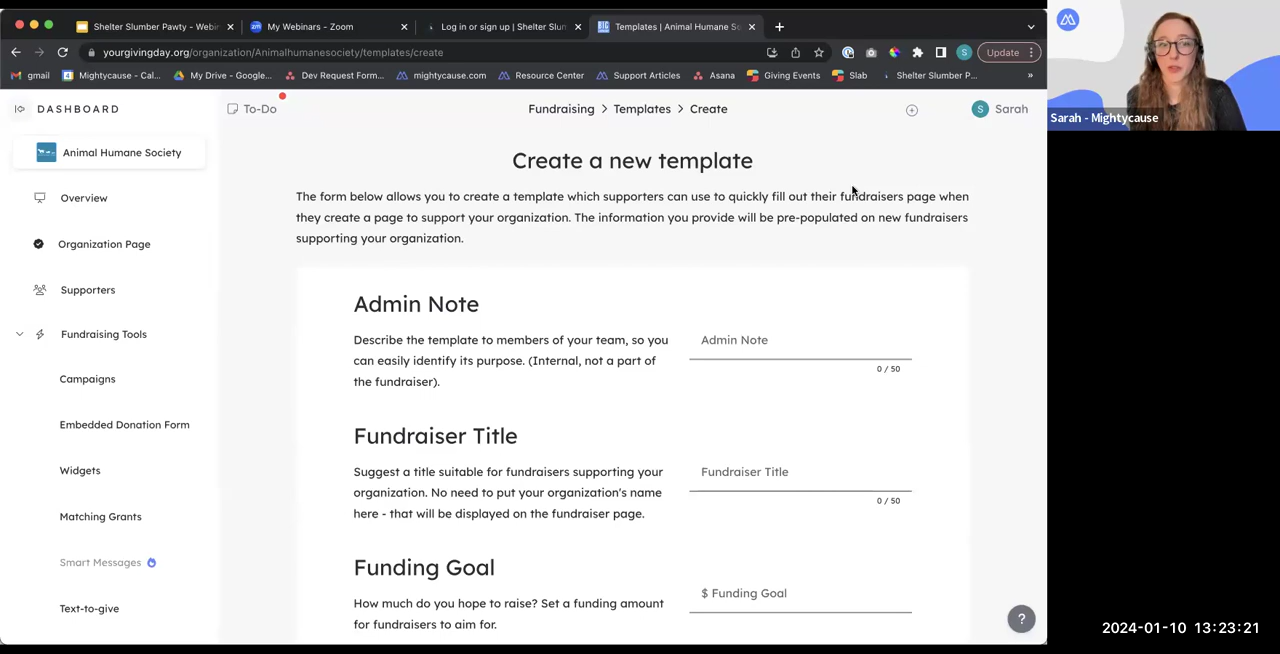 Shelter Slumber Pawty - Webin
My Webinars - Zoom
Log in or sign up | Shelter Slun
Templates | Animal Humane So
yourgivingday.org/organization/Animalhumanesociety/templates/create
S
Update
gmail
Mightycause - Cal...
My Drive - Google...
Dev Request Form...
mightycause.com
Resource Center
Support Articles
Asana
Giving Events
Slab
Shelter Slumber P...
»
Sarah - Mightycause
DASHBOARD
To-Do
Fundraising > Templates > Create
S Sarah
Animal Humane Society
Overview
Organization Page
Supporters
Fundraising Tools
Campaigns
Embedded Donation Form
Widgets
Matching Grants
Smart Messages
Text-to-give
Create a new template
The form below allows you to create a template which supporters can use to quickly fill out their fundraisers page when
they create a page to support your organization. The information you provide will be pre-populated on new fundraisers
supporting your organization.
Admin Note
Describe the template to members of your team, so you
can easily identify its purpose. (Internal, not a part of
the fundraiser).
Admin Note
0 / 50
Fundraiser Title
Suggest a title suitable for fundraisers supporting your
organization. No need to put your organization's name
here - that will be displayed on the fundraiser page.
Fundraiser Title
0 / 50
Funding Goal
How much do you hope to raise? Set a funding amount
for fundraisers to aim for.
$ Funding Goal
?
2024-01-10 13:23:21